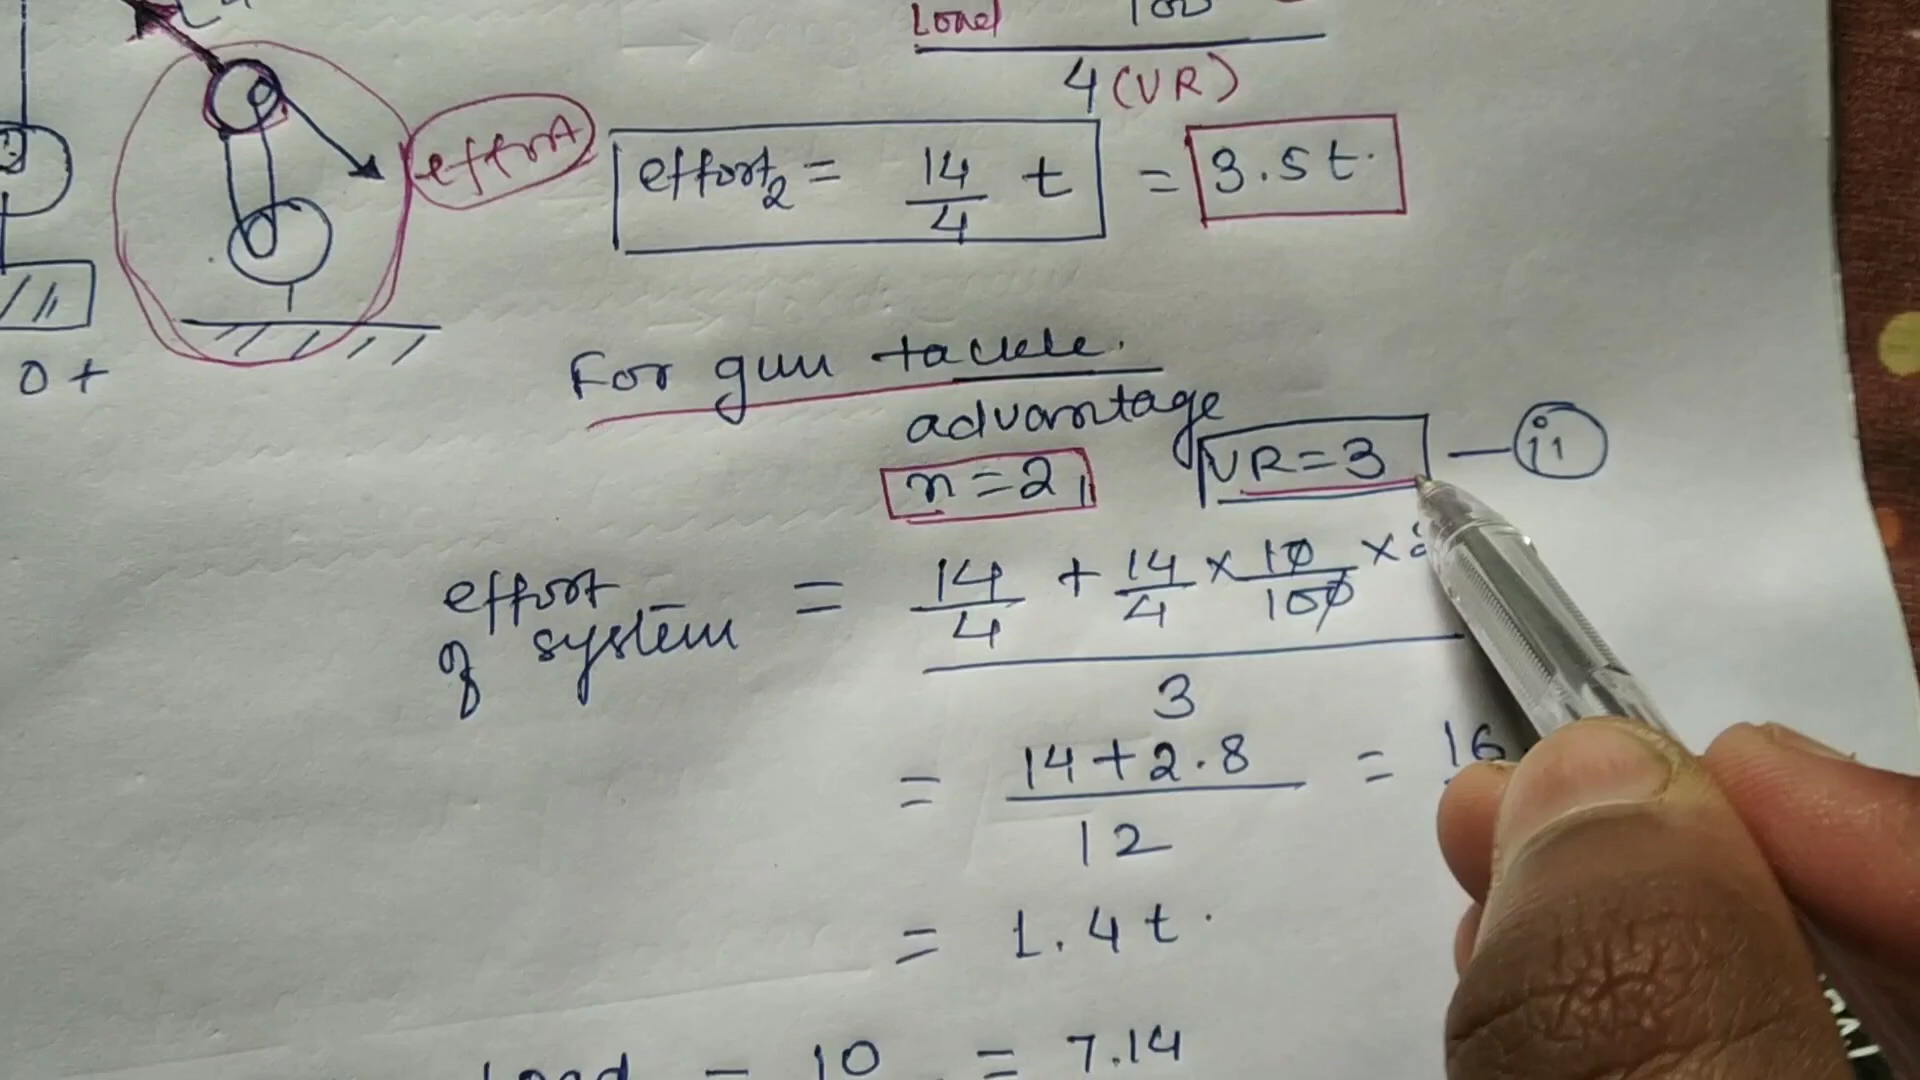 Load 100
4 (VR)
effort
effort₂ = 14/4 t = 3.5 t.
0 +
For gun tackle.
advantage
n = 2, VR = 3 — ii
effort of system = 14/4 + 14/4 × 10/100 ×
3
= 14 + 2.8 / 12 = 16.
= 1.4 t.
Load = 10 = 7.14